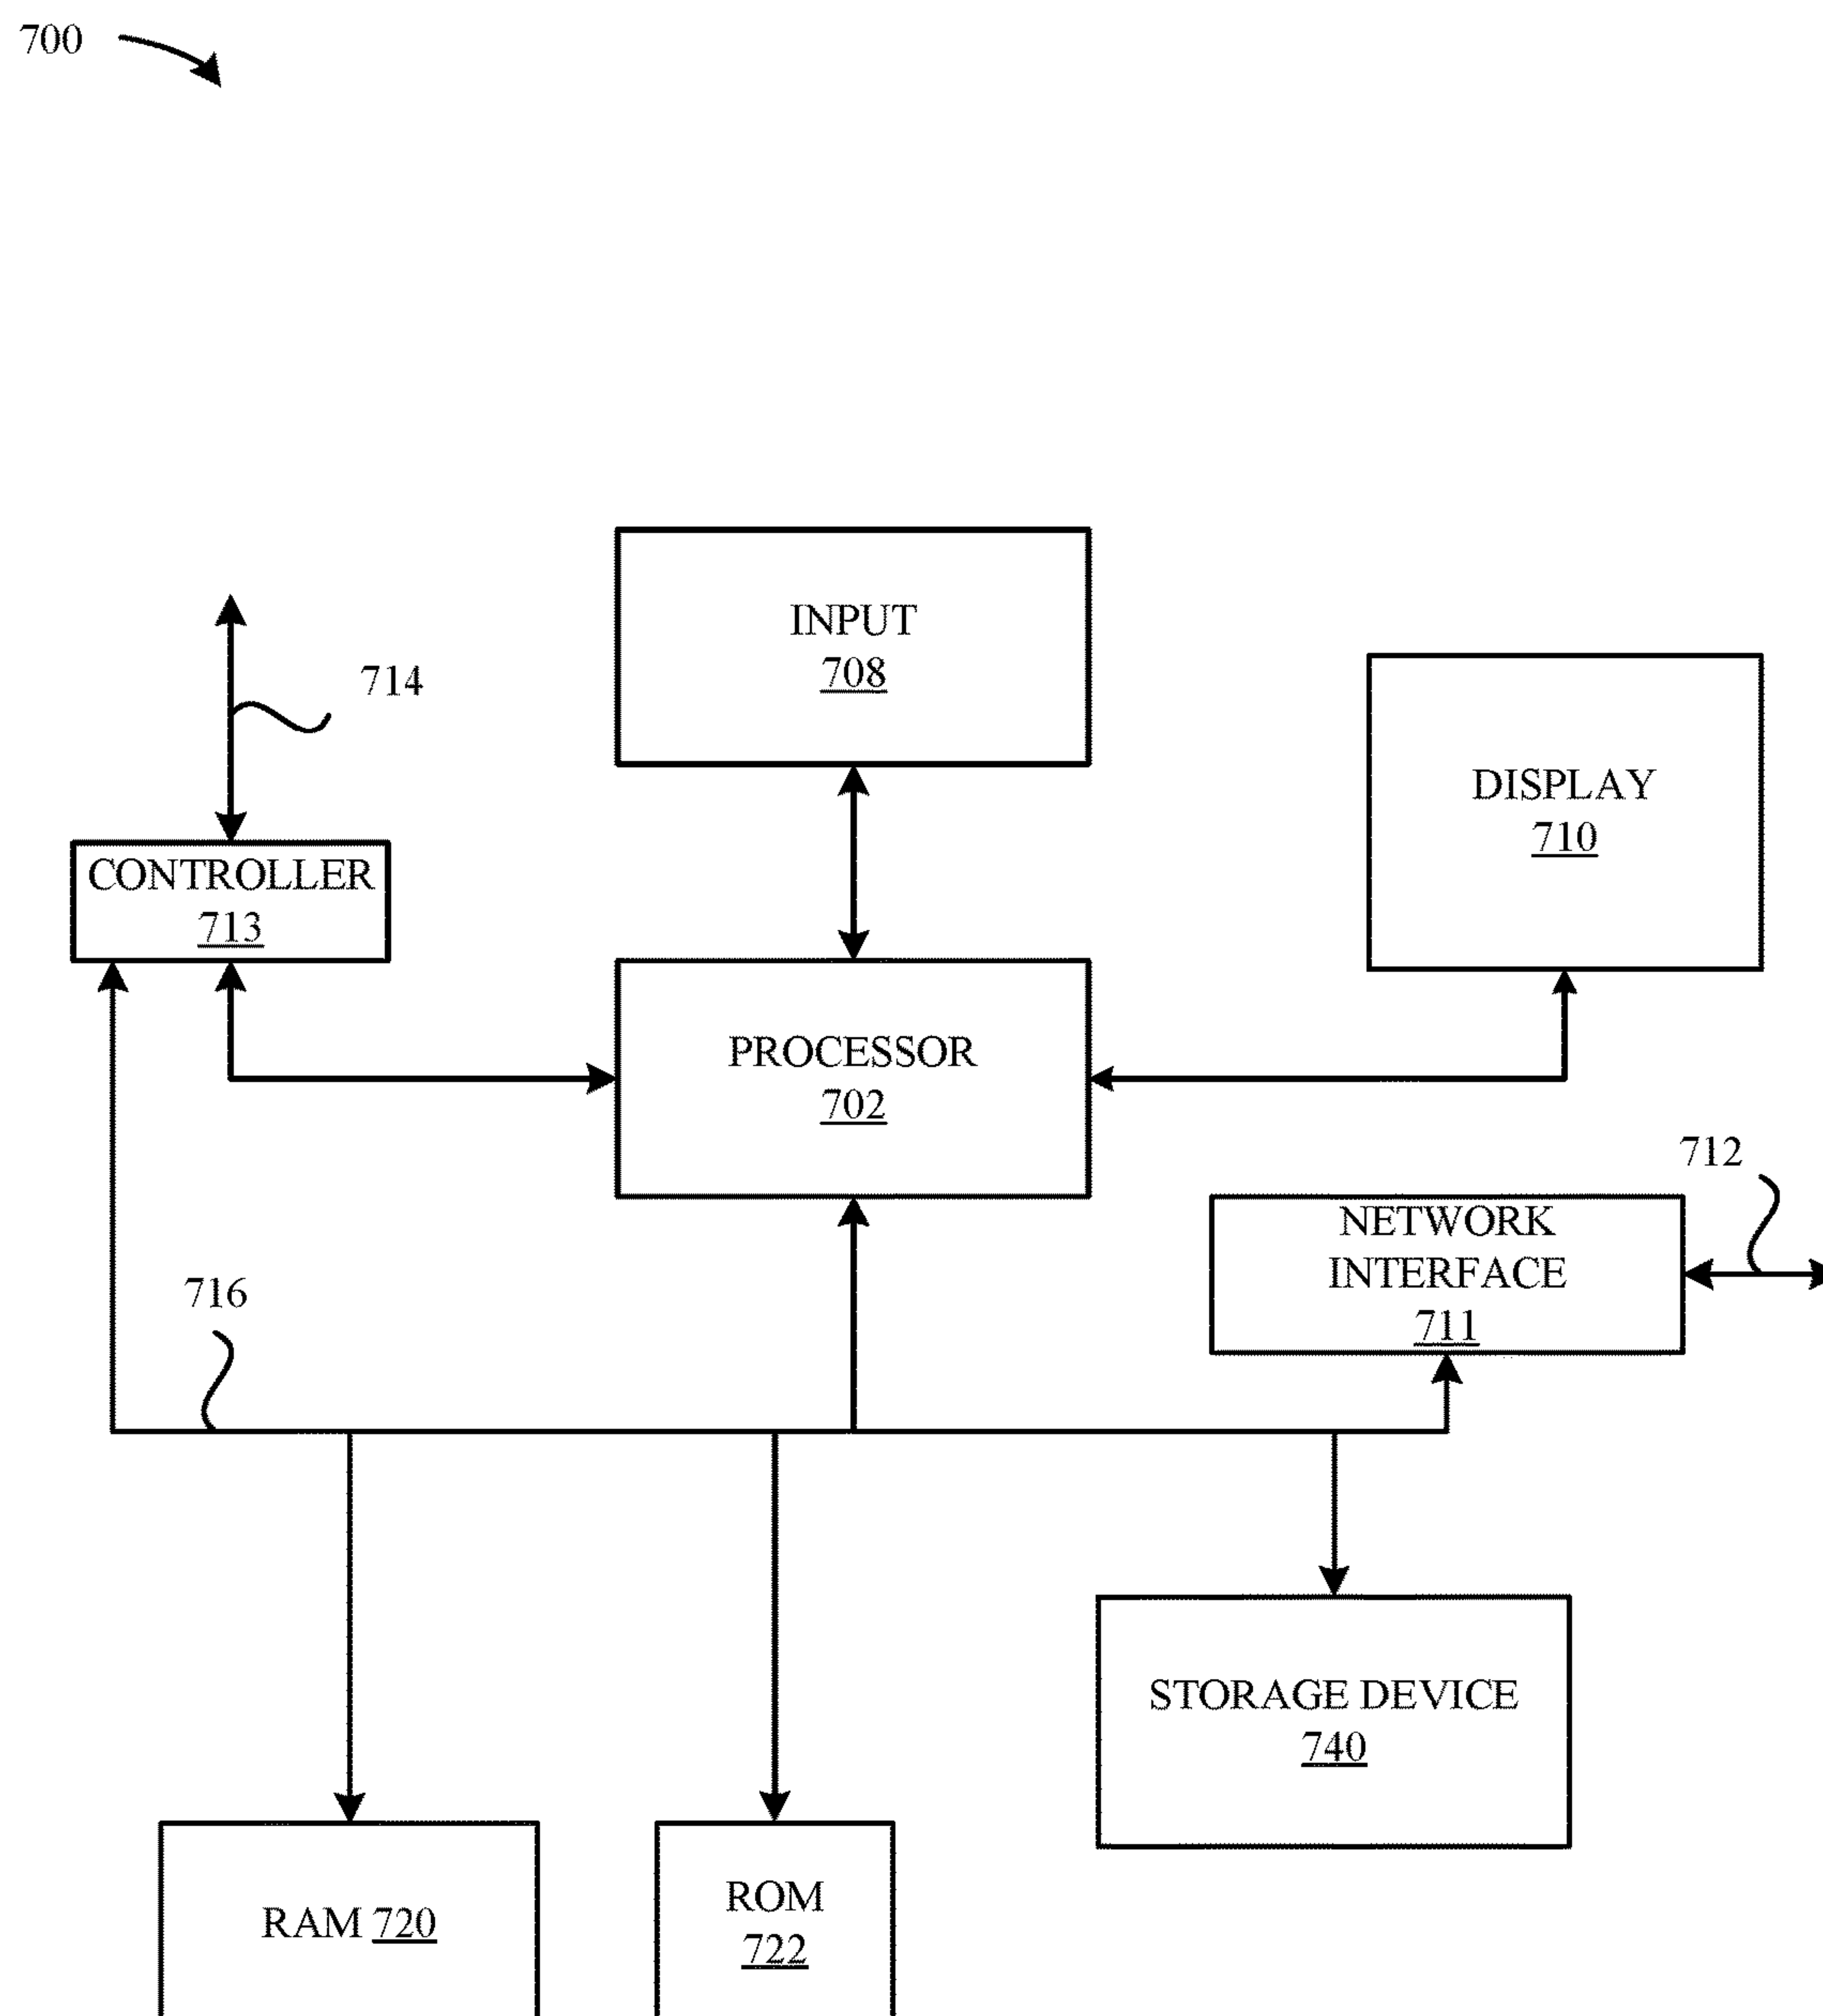 700
INPUT
708
714
DISPLAY
710
CONTROLLER
713
PROCESSOR
702
712
NETWORK
INTERFACE
711
716
STORAGE DEVICE
740
RAM 720
ROM
722